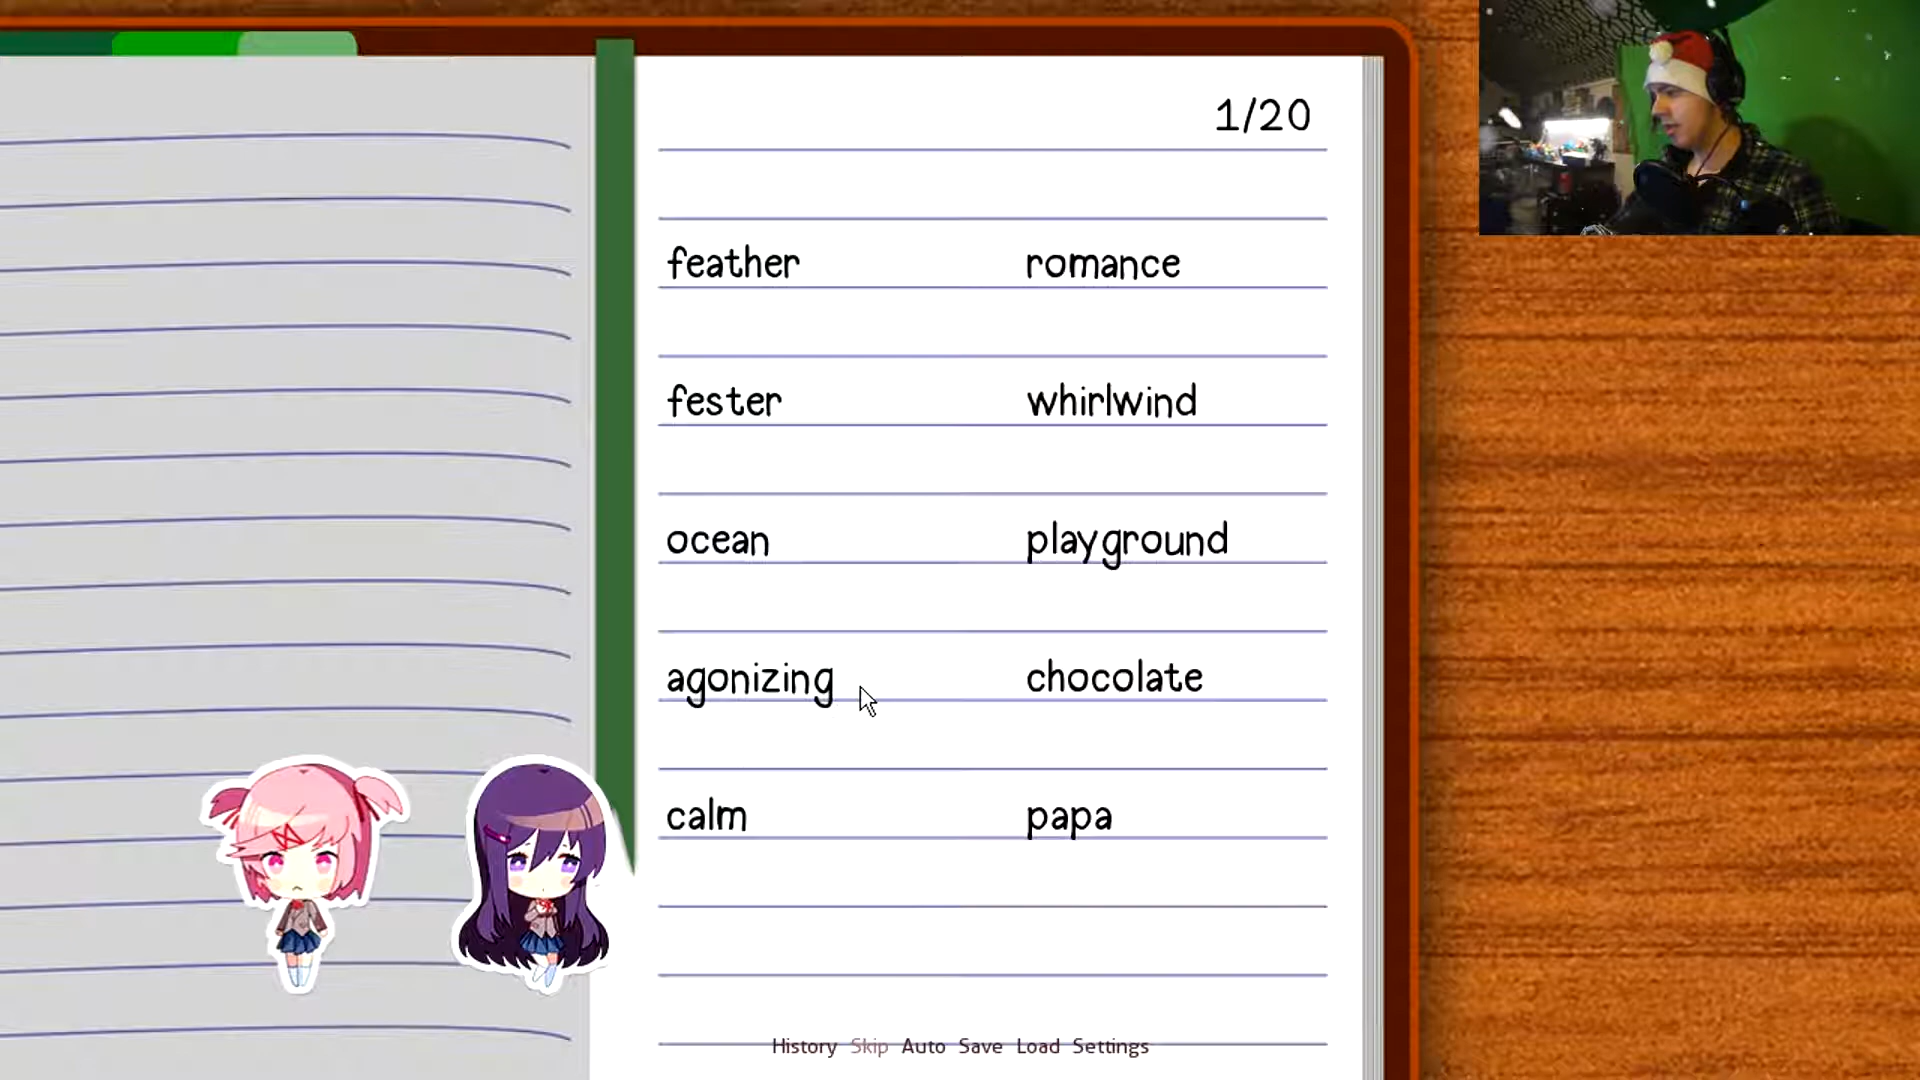 1/20
feather romance
fester whirlwind
ocean playground
agonizing chocolate
calm papa
History Skip Auto Save Load Settings